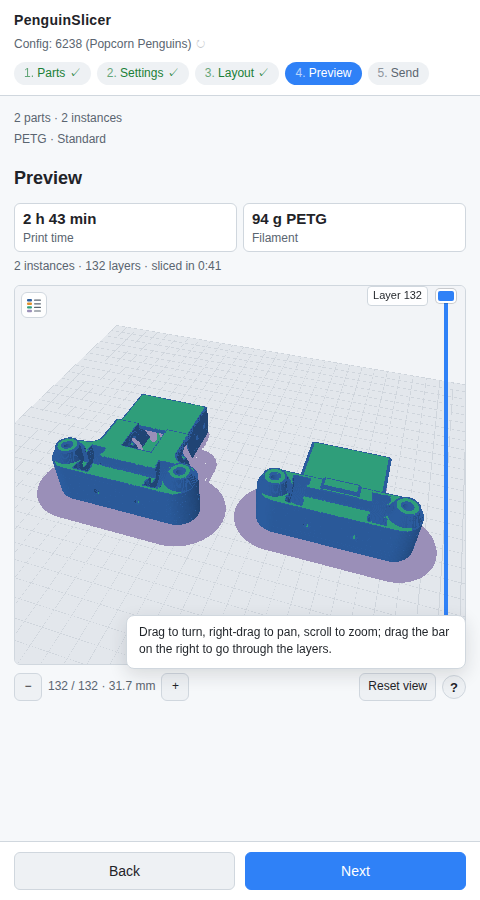 PenguinSlicer
Config: 6238 (Popcorn Penguins)
1. Parts ✓ 2. Settings ✓ 3. Layout ✓ 4. Preview 5. Send
2 parts · 2 instances
PETG · Standard
Preview
2 h 43 min
Print time
94 g PETG
Filament
2 instances · 132 layers · sliced in 0:41
Layer 132
Drag to turn, right-drag to pan, scroll to zoom; drag the bar
on the right to go through the layers.
− 132 / 132 · 31.7 mm + Reset view ?
Back Next